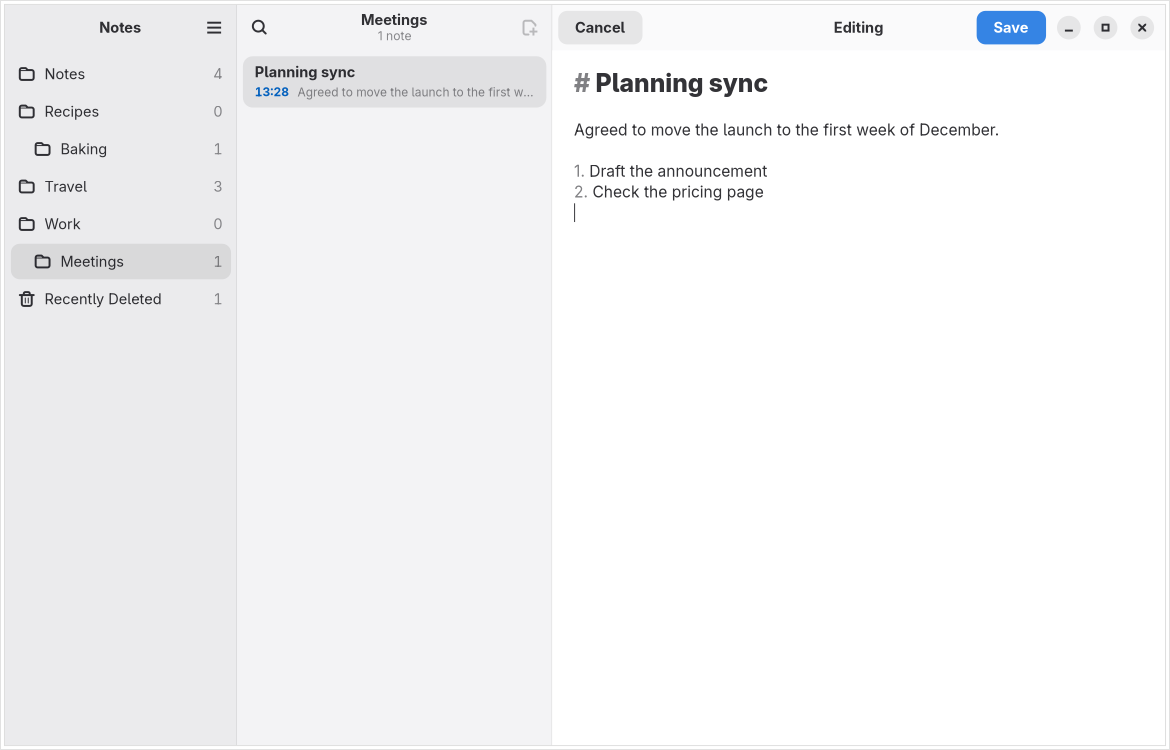 Notes
Notes 4
Recipes 0
Baking 1
Travel 3
Work 0
Meetings 1
Recently Deleted 1
Meetings
1 note
Planning sync
13:28 Agreed to move the launch to the first w...
Cancel
Editing
Save
# Planning sync
Agreed to move the launch to the first week of December.
1. Draft the announcement
2. Check the pricing page